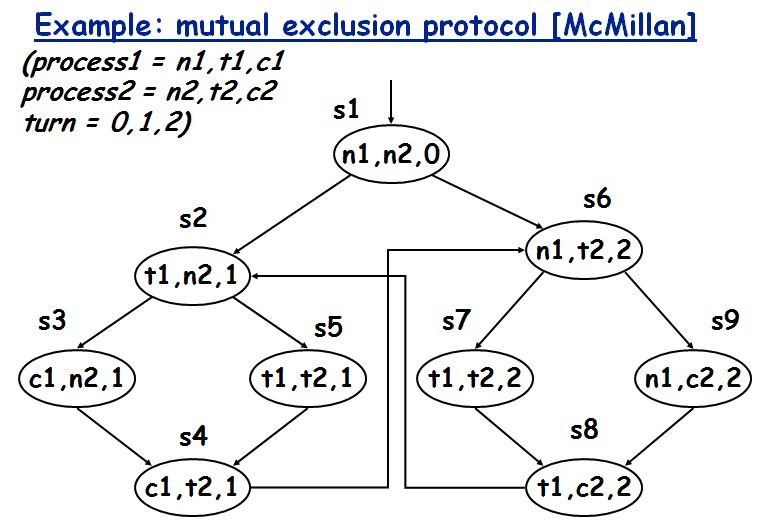 Example: mutual exclusion protocol [McMillan]
(process1 = n1,t1,c1
process2 = n2,t2,c2
turn = 0,1,2)
s1
n1,n2,0
s2
t1,n2,1
s6
n1,t2,2
s3
c1,n2,1
s5
t1,t2,1
s7
t1,t2,2
s9
n1,c2,2
s4
c1,t2,1
s8
t1,c2,2